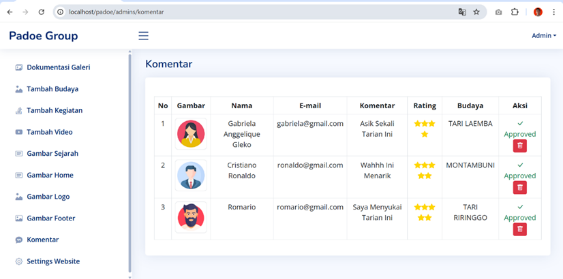 localhost/padoe/admins/komentar
Padoe Group
Admin
Dokumentasi Galeri
Tambah Budaya
Tambah Kegiatan
Tambah Video
Gambar Sejarah
Gambar Home
Gambar Logo
Gambar Footer
Komentar
Settings Website
Komentar
No Gambar Nama E-mail Komentar Rating Budaya Aksi
1 Gabriela gabriela@gmail.com Asik Sekali TARI LAEMBA
Anggelique Tarian Ini Approved
Gleko
2 Cristiano ronaldo@gmail.com Wahhh Ini MONTAMBUNI
Ronaldo Menarik Approved
3 Romario romario@gmail.com Saya Menyukai TARI
Tarian Ini RIRINGGO Approved